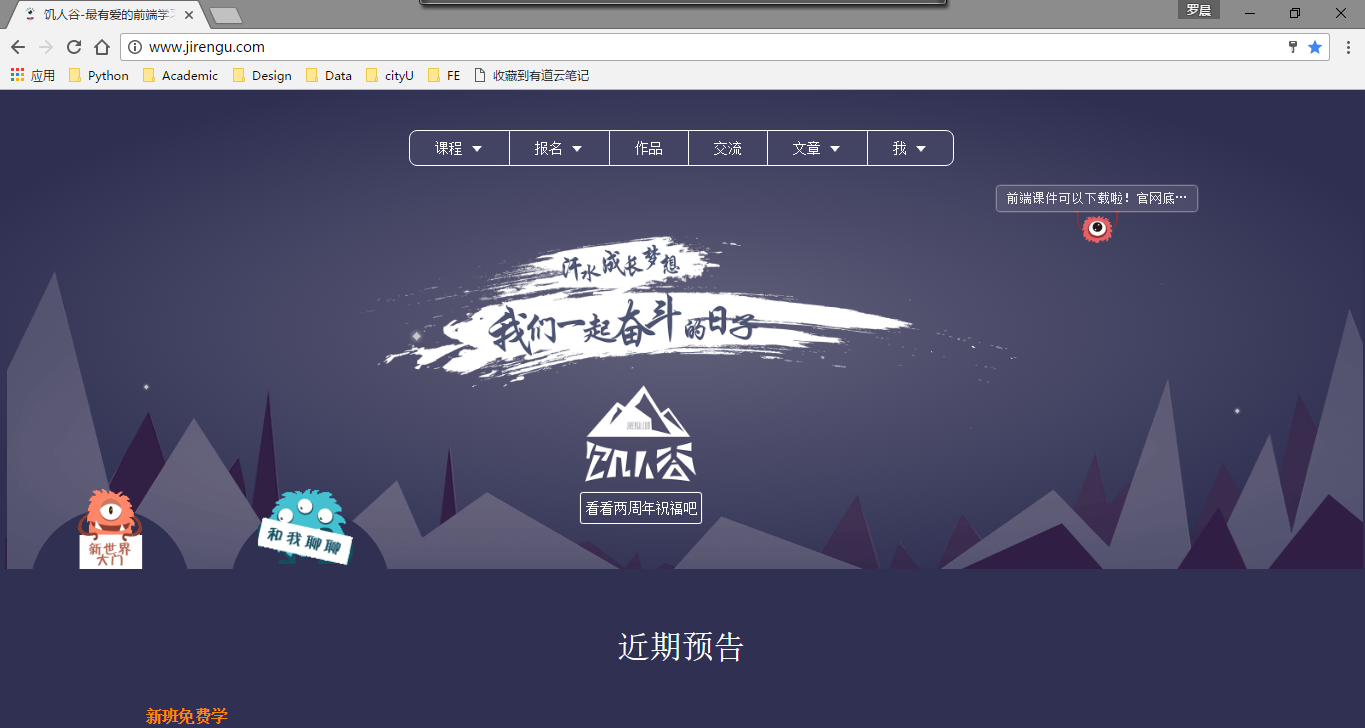 饥人谷-最有爱的前端学习
罗晨
www.jirengu.com
应用 Python Academic Design Data cityU FE 收藏到有道云笔记
课程 报名 作品 交流 文章 我
前端课件可以下载啦！官网底…
汗水成长梦想
我们一起奋斗的日子
JIRENGU.COM
饥人谷
看看两周年祝福吧
新世界
大门
和我聊聊
近期预告
新班免费学